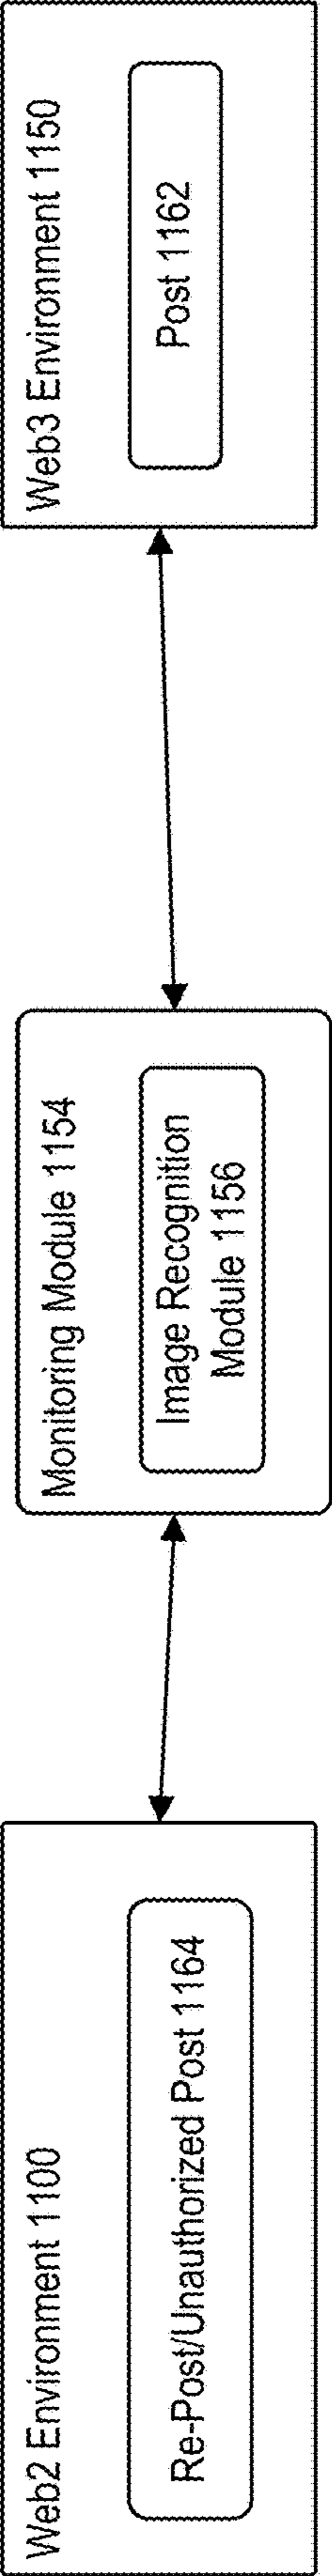 Web2 Environment 1100
Re-Post/Unauthorized Post 1164
Monitoring Module 1154
Image Recognition
Module 1156
Web3 Environment 1150
Post 1162